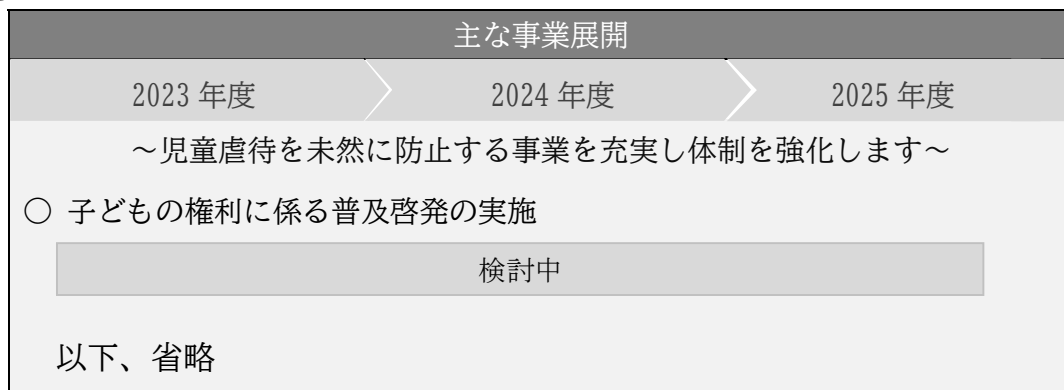 主な事業展開
2023 年度 2024 年度 2025 年度
～児童虐待を未然に防止する事業を充実し体制を強化します～
○ 子どもの権利に係る普及啓発の実施
検討中
以下、省略